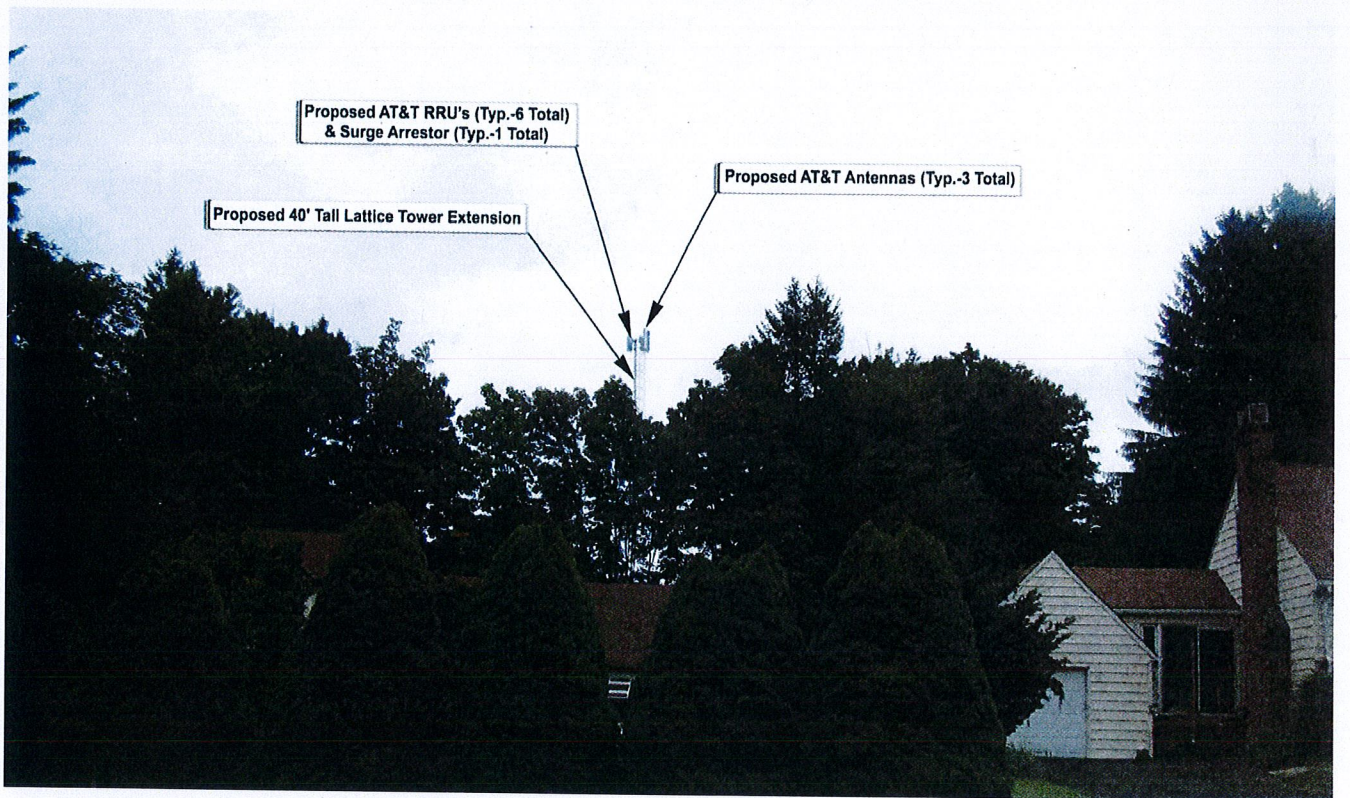 Proposed AT&T RRU's (Typ.-6 Total)
& Surge Arrestor (Typ.-1 Total)
Proposed AT&T Antennas (Typ.-3 Total)
Proposed 40' Tall Lattice Tower Extension